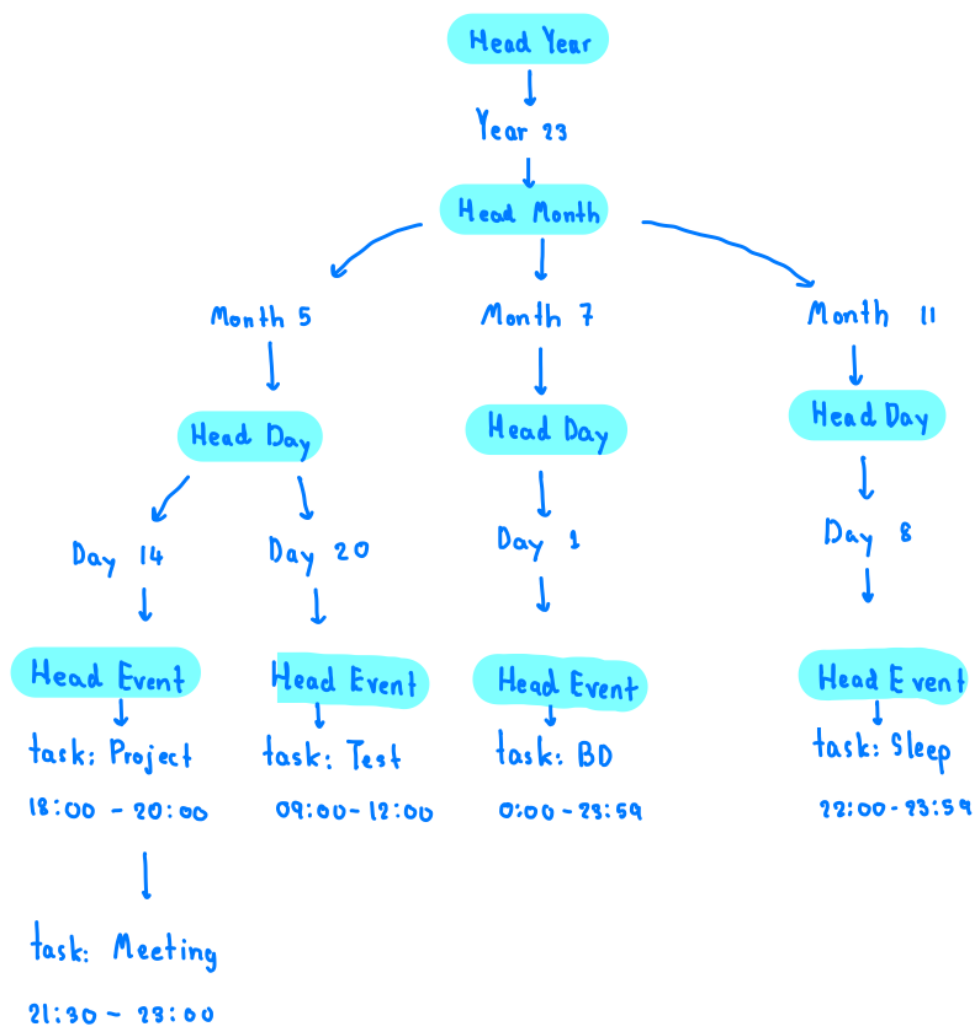 Head Year
Year 23
Head Month
Month 5
Month 7
Month 11
Head Day
Head Day
Head Day
Day 14
Day 20
Day 1
Day 8
Head Event
Head Event
Head Event
Head Event
task: Project
task: Test
task: BD
task: Sleep
18:00 - 20:00
09:00-12:00
0:00-23:59
22:00-23:59
task: Meeting
21:30 - 23:00